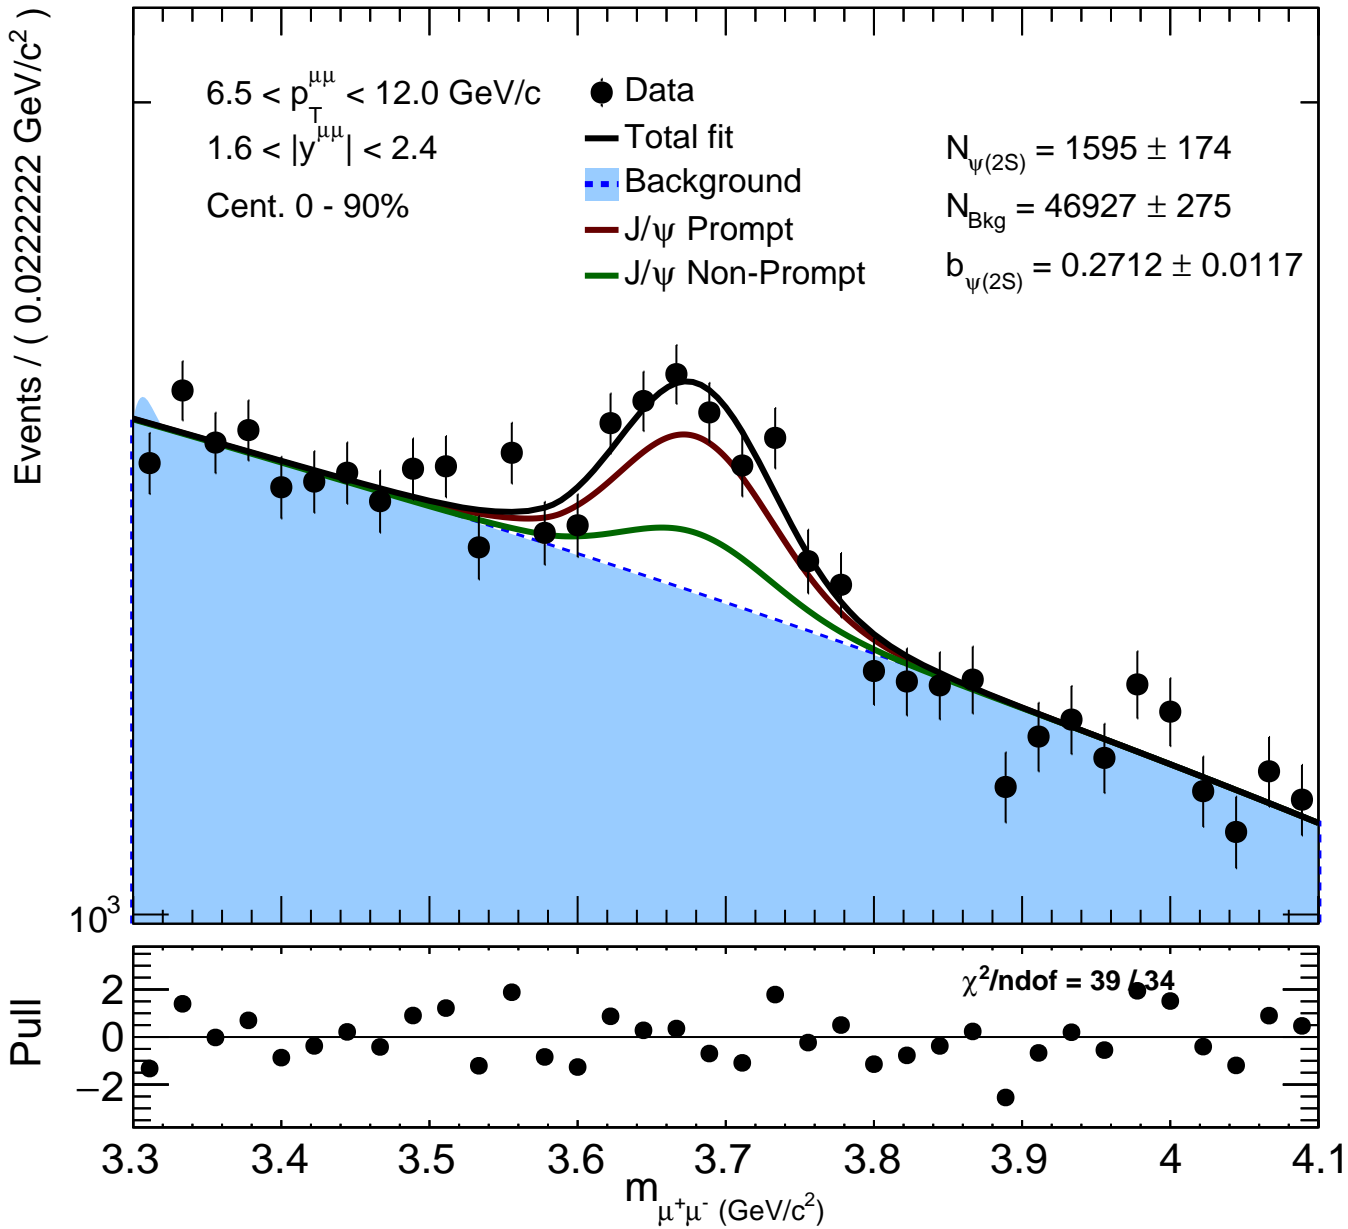 Events / ( 0.0222222 GeV/c²)
6.5 < p_T^μμ < 12.0 GeV/c
1.6 < |y^μμ| < 2.4
Cent. 0 - 90%
Data
Total fit
Background
J/ψ Prompt
J/ψ Non-Prompt
N_ψ(2S) = 1595 ± 174
N_Bkg = 46927 ± 275
b_ψ(2S) = 0.2712 ± 0.0117
10³
Pull
2
0
−2
χ²/ndof = 39 / 34
3.3 3.4 3.5 3.6 3.7 3.8 3.9 4 4.1
m_μ⁺μ⁻ (GeV/c²)